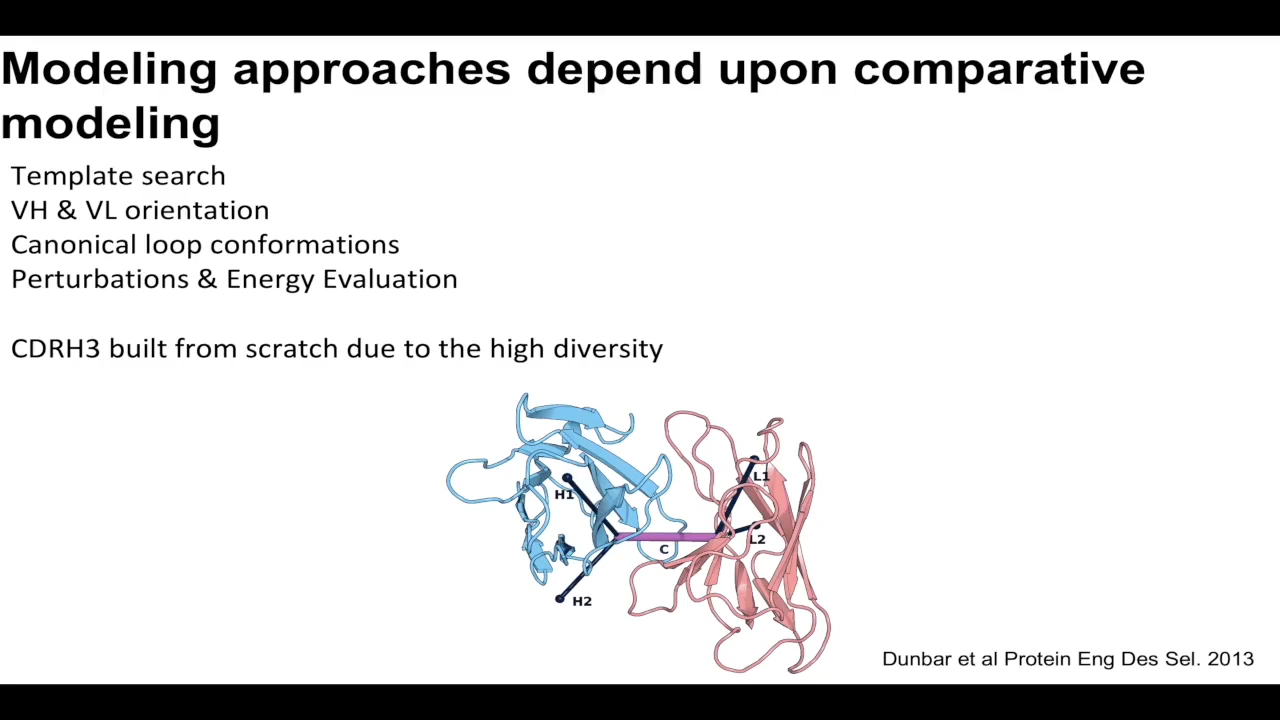 Modeling approaches depend upon comparative
modeling
Template search
VH & VL orientation
Canonical loop conformations
Perturbations & Energy Evaluation
CDRH3 built from scratch due to the high diversity
H1
L1
L2
C
H2
Dunbar et al Protein Eng Des Sel. 2013